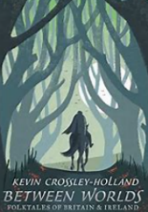 KEVIN CROSSLEY-HOLLAND
BETWEEN WORLDS
FOLKTALES OF BRITAIN & IRELAND